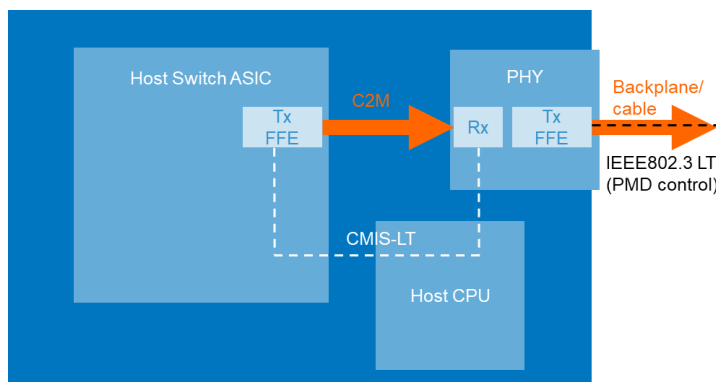 Host Switch ASIC
PHY
Backplane/
cable
C2M
Tx
FFE
Rx
Tx
FFE
IEEE802.3 LT
(PMD control)
CMIS-LT
Host CPU